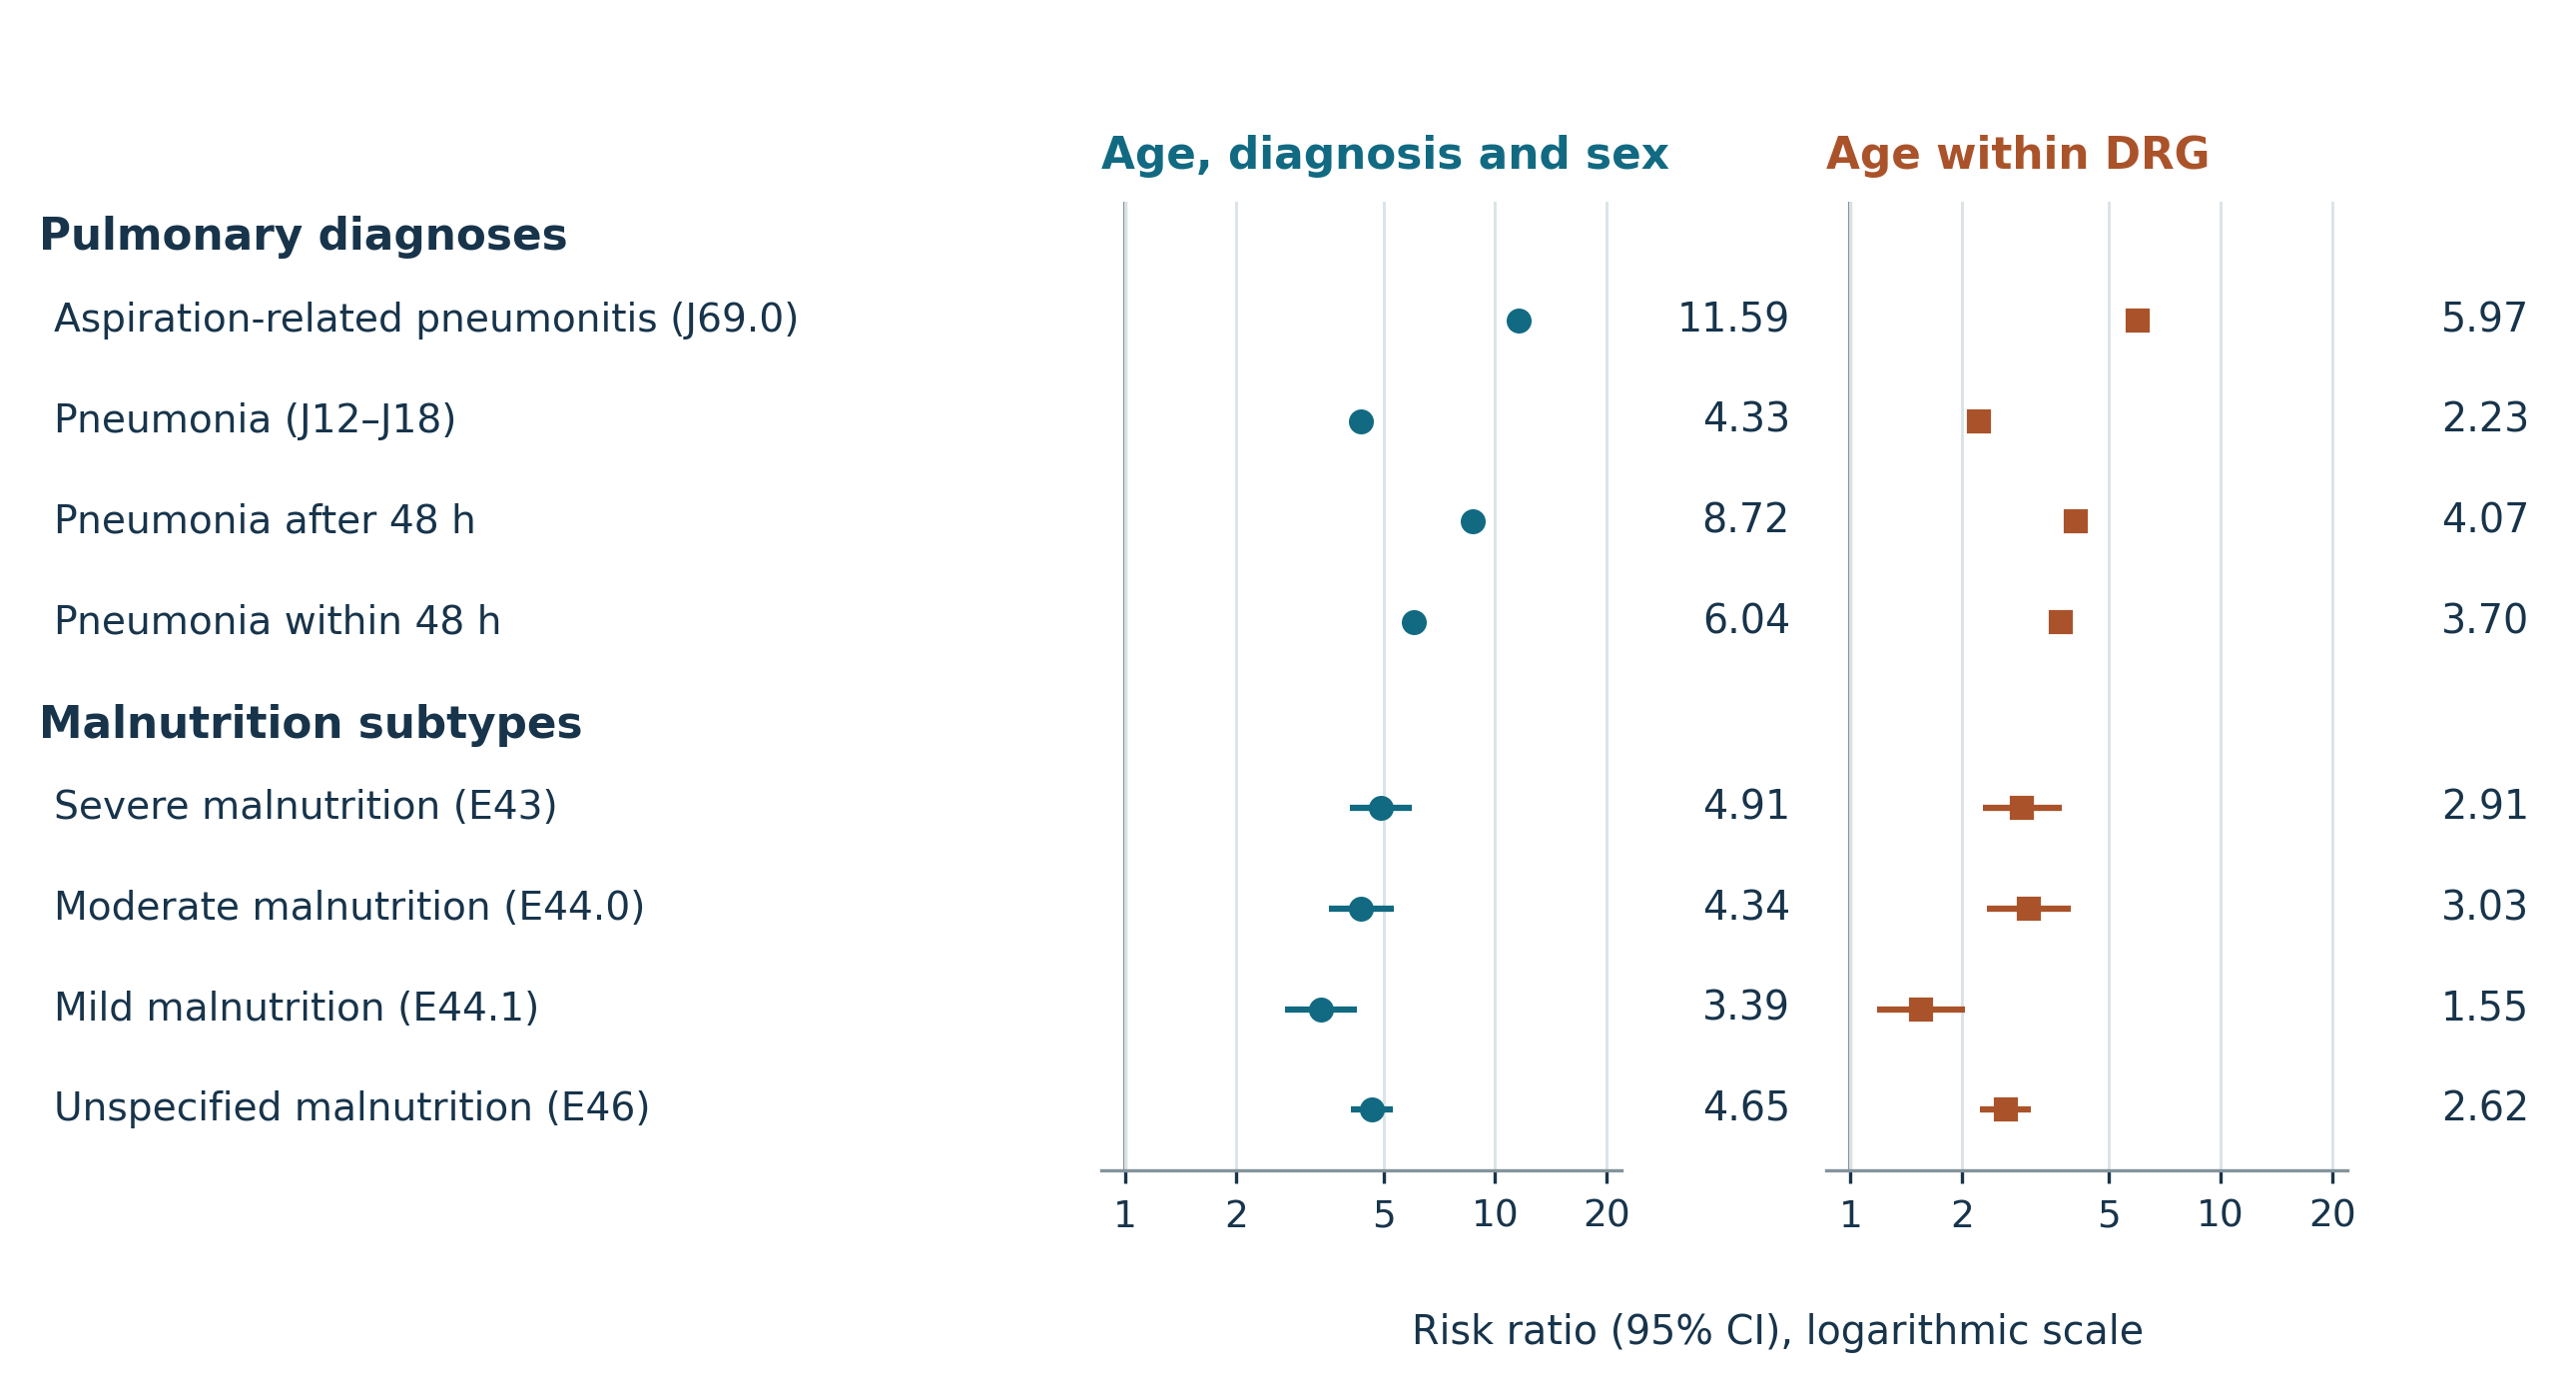 Age, diagnosis and sex Age within DRG
Pulmonary diagnoses
Aspiration-related pneumonitis (J69.0) 11.59 5.97
Pneumonia (J12–J18) 4.33 2.23
Pneumonia after 48 h 8.72 4.07
Pneumonia within 48 h 6.04 3.70
Malnutrition subtypes
Severe malnutrition (E43) 4.91 2.91
Moderate malnutrition (E44.0) 4.34 3.03
Mild malnutrition (E44.1) 3.39 1.55
Unspecified malnutrition (E46) 4.65 2.62
1 2 5 10 20 1 2 5 10 20
Risk ratio (95% CI), logarithmic scale